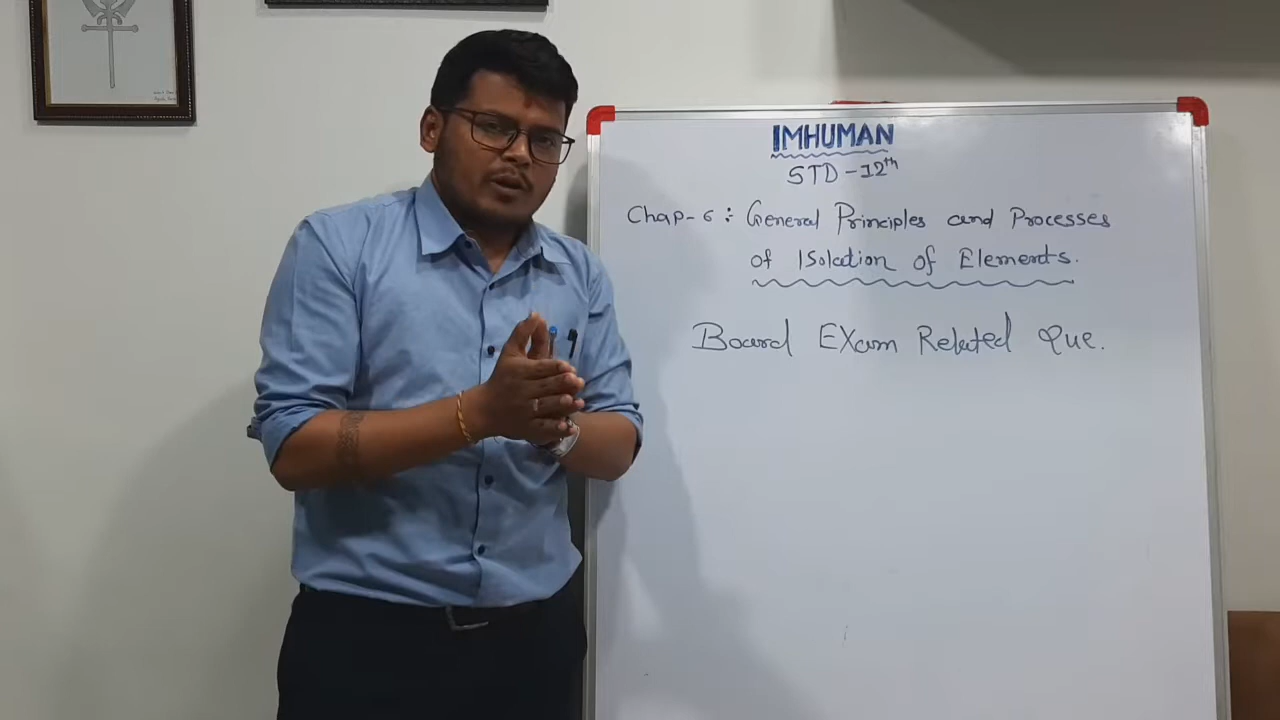 IMHUMAN
STD-12th
Chap-6: General Principles and Processes
of Isolation of Elements.
Board Exam Related Que.